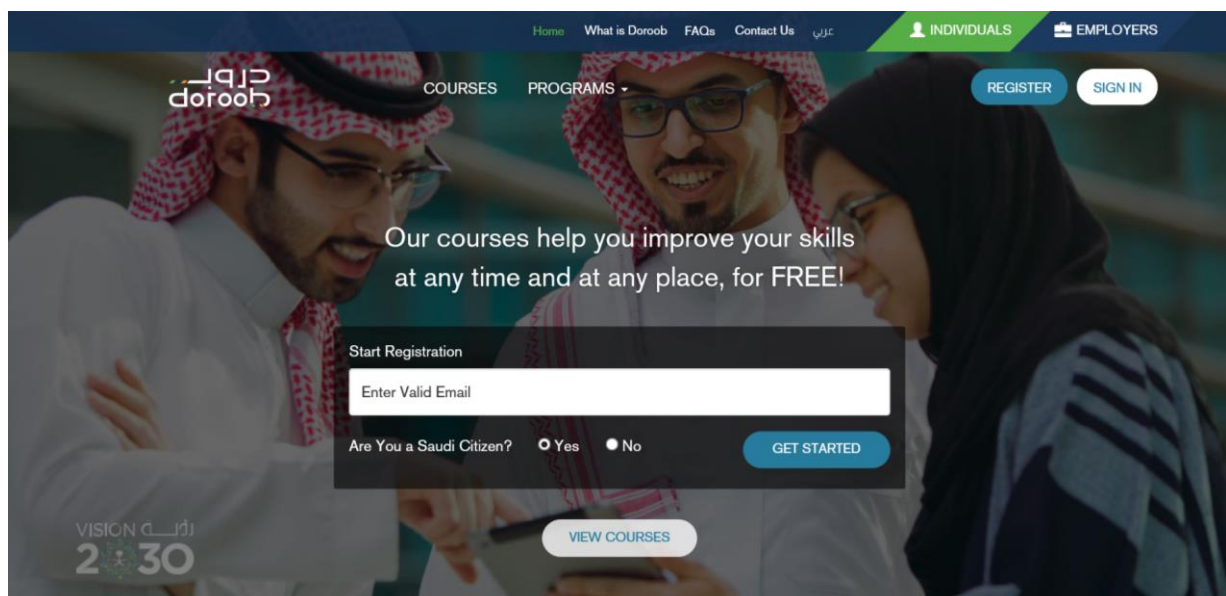 Home What is Doroob FAQs Contact Us عربي INDIVIDUALS EMPLOYERS
دروب
doroob
COURSES PROGRAMS REGISTER SIGN IN
Our courses help you improve your skills
at any time and at any place, for FREE!
Start Registration
Enter Valid Email
Are You a Saudi Citizen? Yes No GET STARTED
VIEW COURSES
VISION رؤيـــة
2030